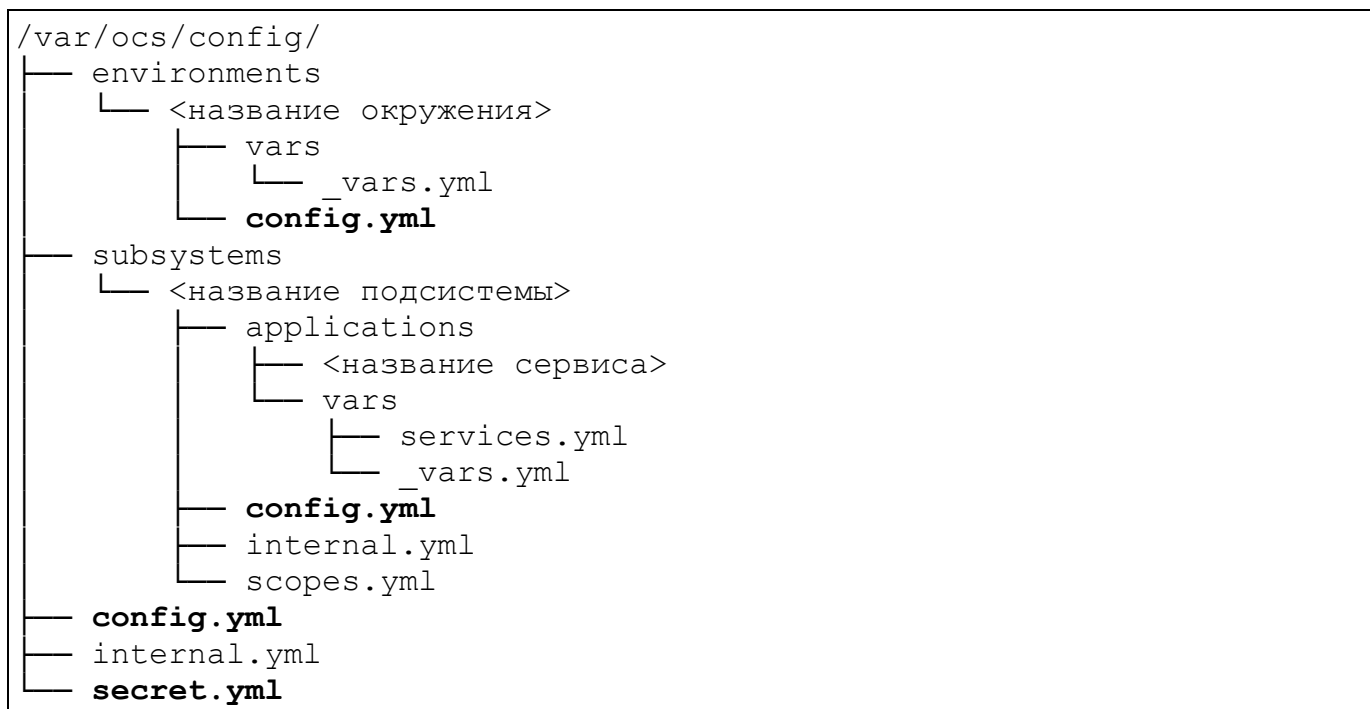 /var/ocs/config/
├── environments
│   └── <название окружения>
│       ├── vars
│       │   └── _vars.yml
│       └── config.yml
├── subsystems
│   └── <название подсистемы>
│       ├── applications
│       │   ├── <название сервиса>
│       │   └── vars
│       │       ├── services.yml
│       │       └── _vars.yml
│       ├── config.yml
│       ├── internal.yml
│       └── scopes.yml
├── config.yml
├── internal.yml
└── secret.yml